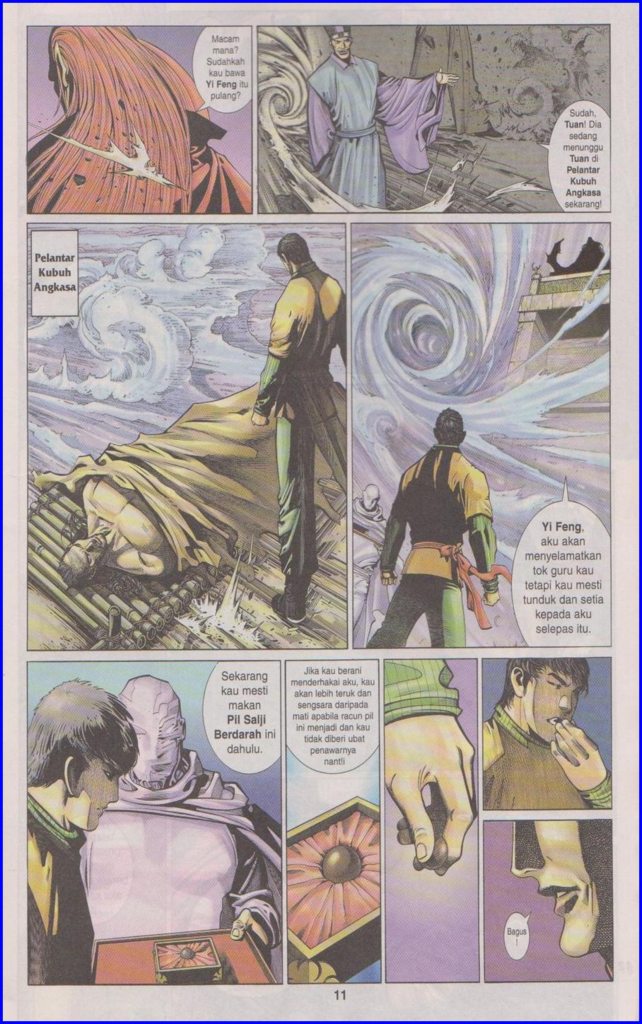 Macam
mana?
Sudahkah
kau bawa
Yi Feng itu
pulang?
Sudah,
Tuan! Dia
sedang
menunggu
Tuan di
Pelantar
Kubuh
Angkasa
sekarang!
Pelantar
Kubuh
Angkasa
Yi Feng,
aku akan
menyelamatkan
tok guru kau
tetapi kau mesti
tunduk dan setia
kepada aku
selepas itu.
Sekarang
kau mesti
makan
Pil Salji
Berdarah ini
dahulu.
Jika kau berani
menderhakai aku, kau
akan lebih teruk dan
sengsara daripada
mati apabila racun pil
ini menjadi dan kau
tidak diberi ubat
penawarnya
nanti!
Bagus
!
11